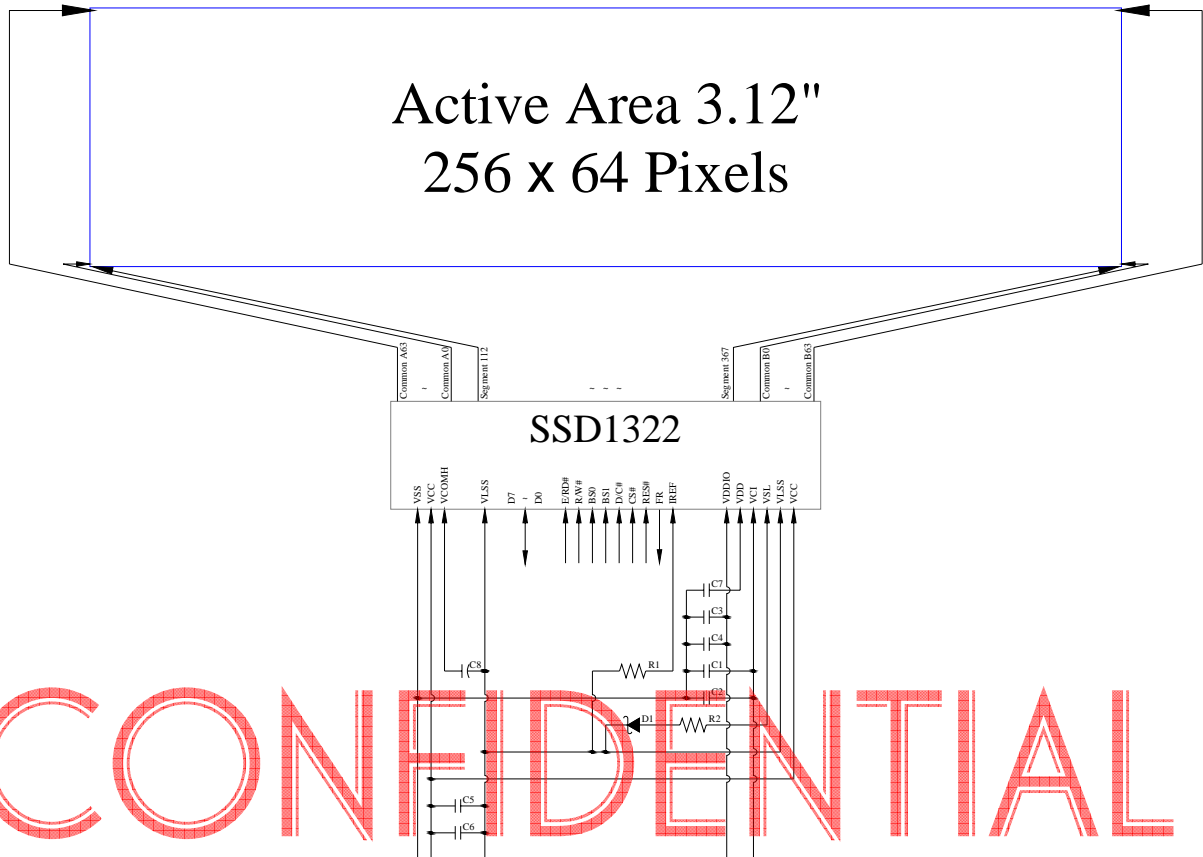 Active Area 3.12"
256 x 64 Pixels
Common A63
~
Common A0
Segment 112
~ ~ ~
Segment 367
Common B0
~
Common B63
SSD1322
VSS
VCC
VCOMH
VLSS
D7
~
D0
E/RD#
R/W#
BS0
BS1
D/C#
CS#
RES#
FR
IREF
VDDIO
VDD
VCI
VSL
VLSS
VCC
C7
C3
C4
C8
R1
C1
C2
D1
R2
C5
C6
CONFIDENTIAL